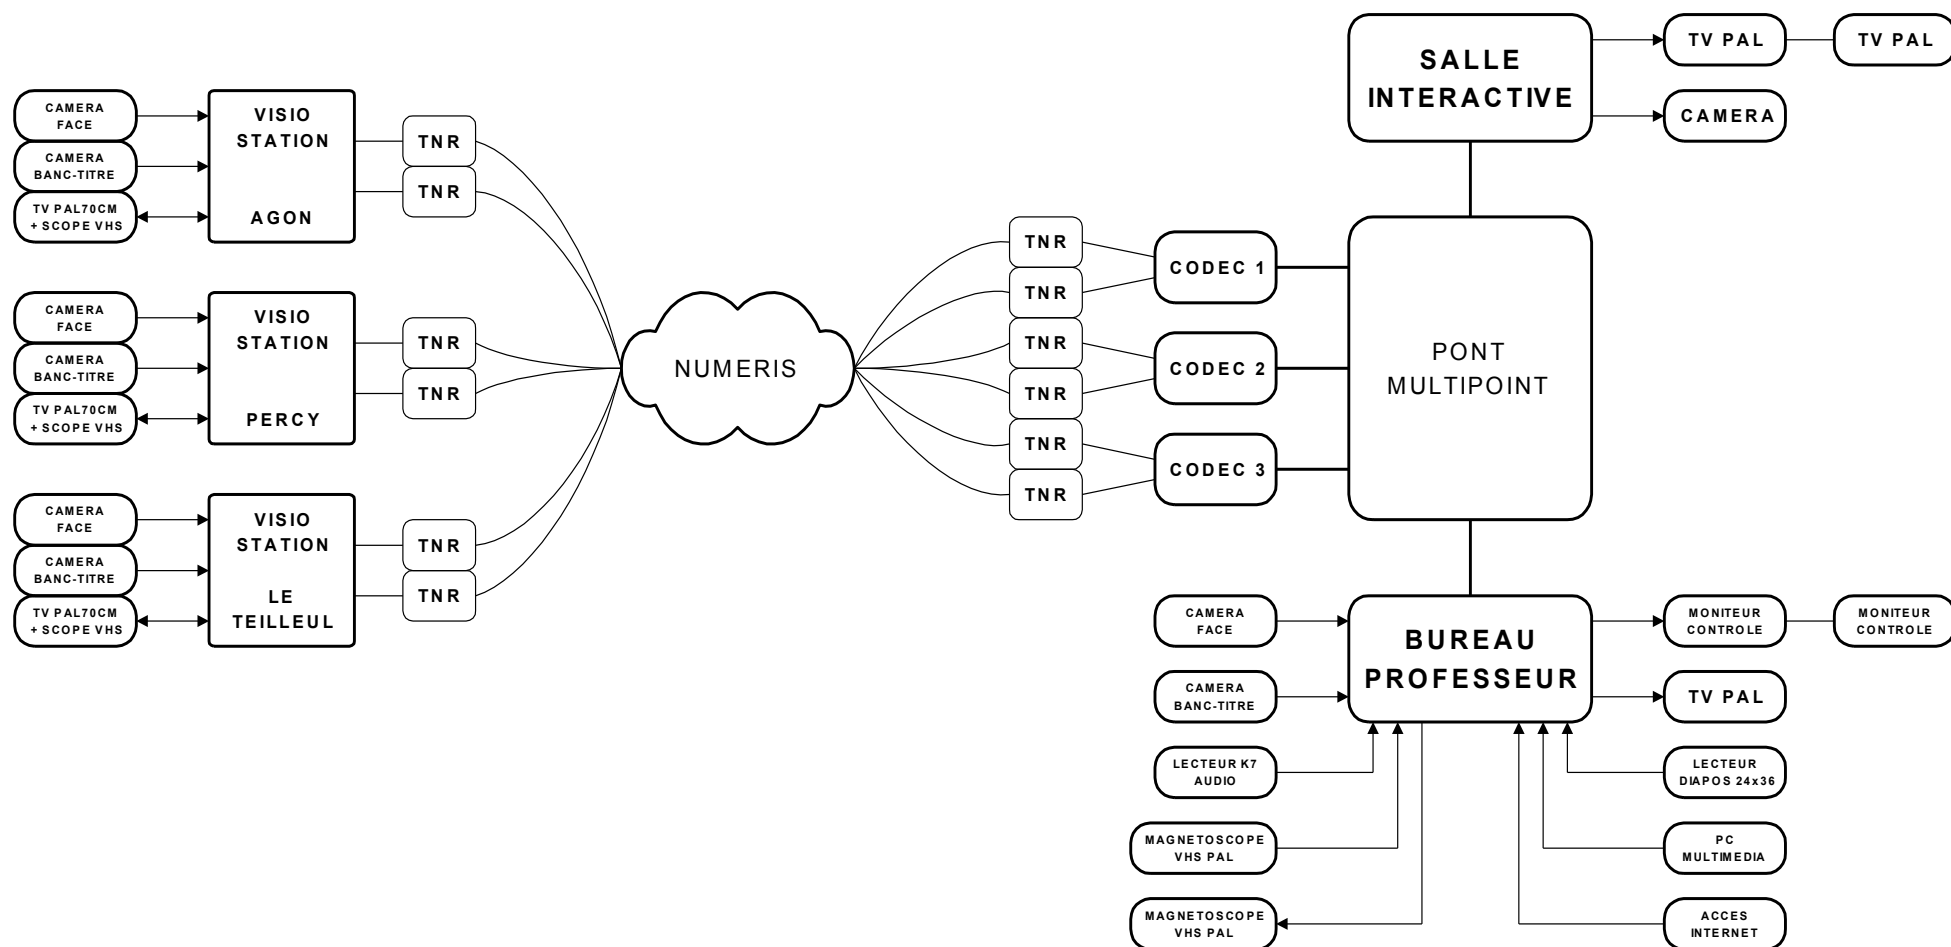 CAMERA
FACE
CAMERA
BANC-TITRE
TV PAL70CM
+ SCOPE VHS
VISIO
STATION
AGON
TNR
TNR
CAMERA
FACE
CAMERA
BANC-TITRE
TV PAL70CM
+ SCOPE VHS
VISIO
STATION
PERCY
TNR
TNR
CAMERA
FACE
CAMERA
BANC-TITRE
TV PAL70CM
+ SCOPE VHS
VISIO
STATION
LE
TEILLEUL
TNR
TNR
NUMERIS
TNR
TNR
TNR
TNR
TNR
TNR
CODEC 1
CODEC 2
CODEC 3
SALLE
INTERACTIVE
TV PAL
TV PAL
CAMERA
PONT
MULTIPOINT
BUREAU
PROFESSEUR
CAMERA
FACE
CAMERA
BANC-TITRE
LECTEUR K7
AUDIO
MAGNETOSCOPE
VHS PAL
MAGNETOSCOPE
VHS PAL
MONITEUR
CONTROLE
MONITEUR
CONTROLE
TV PAL
LECTEUR
DIAPOS 24x36
PC
MULTIMEDIA
ACCES
INTERNET